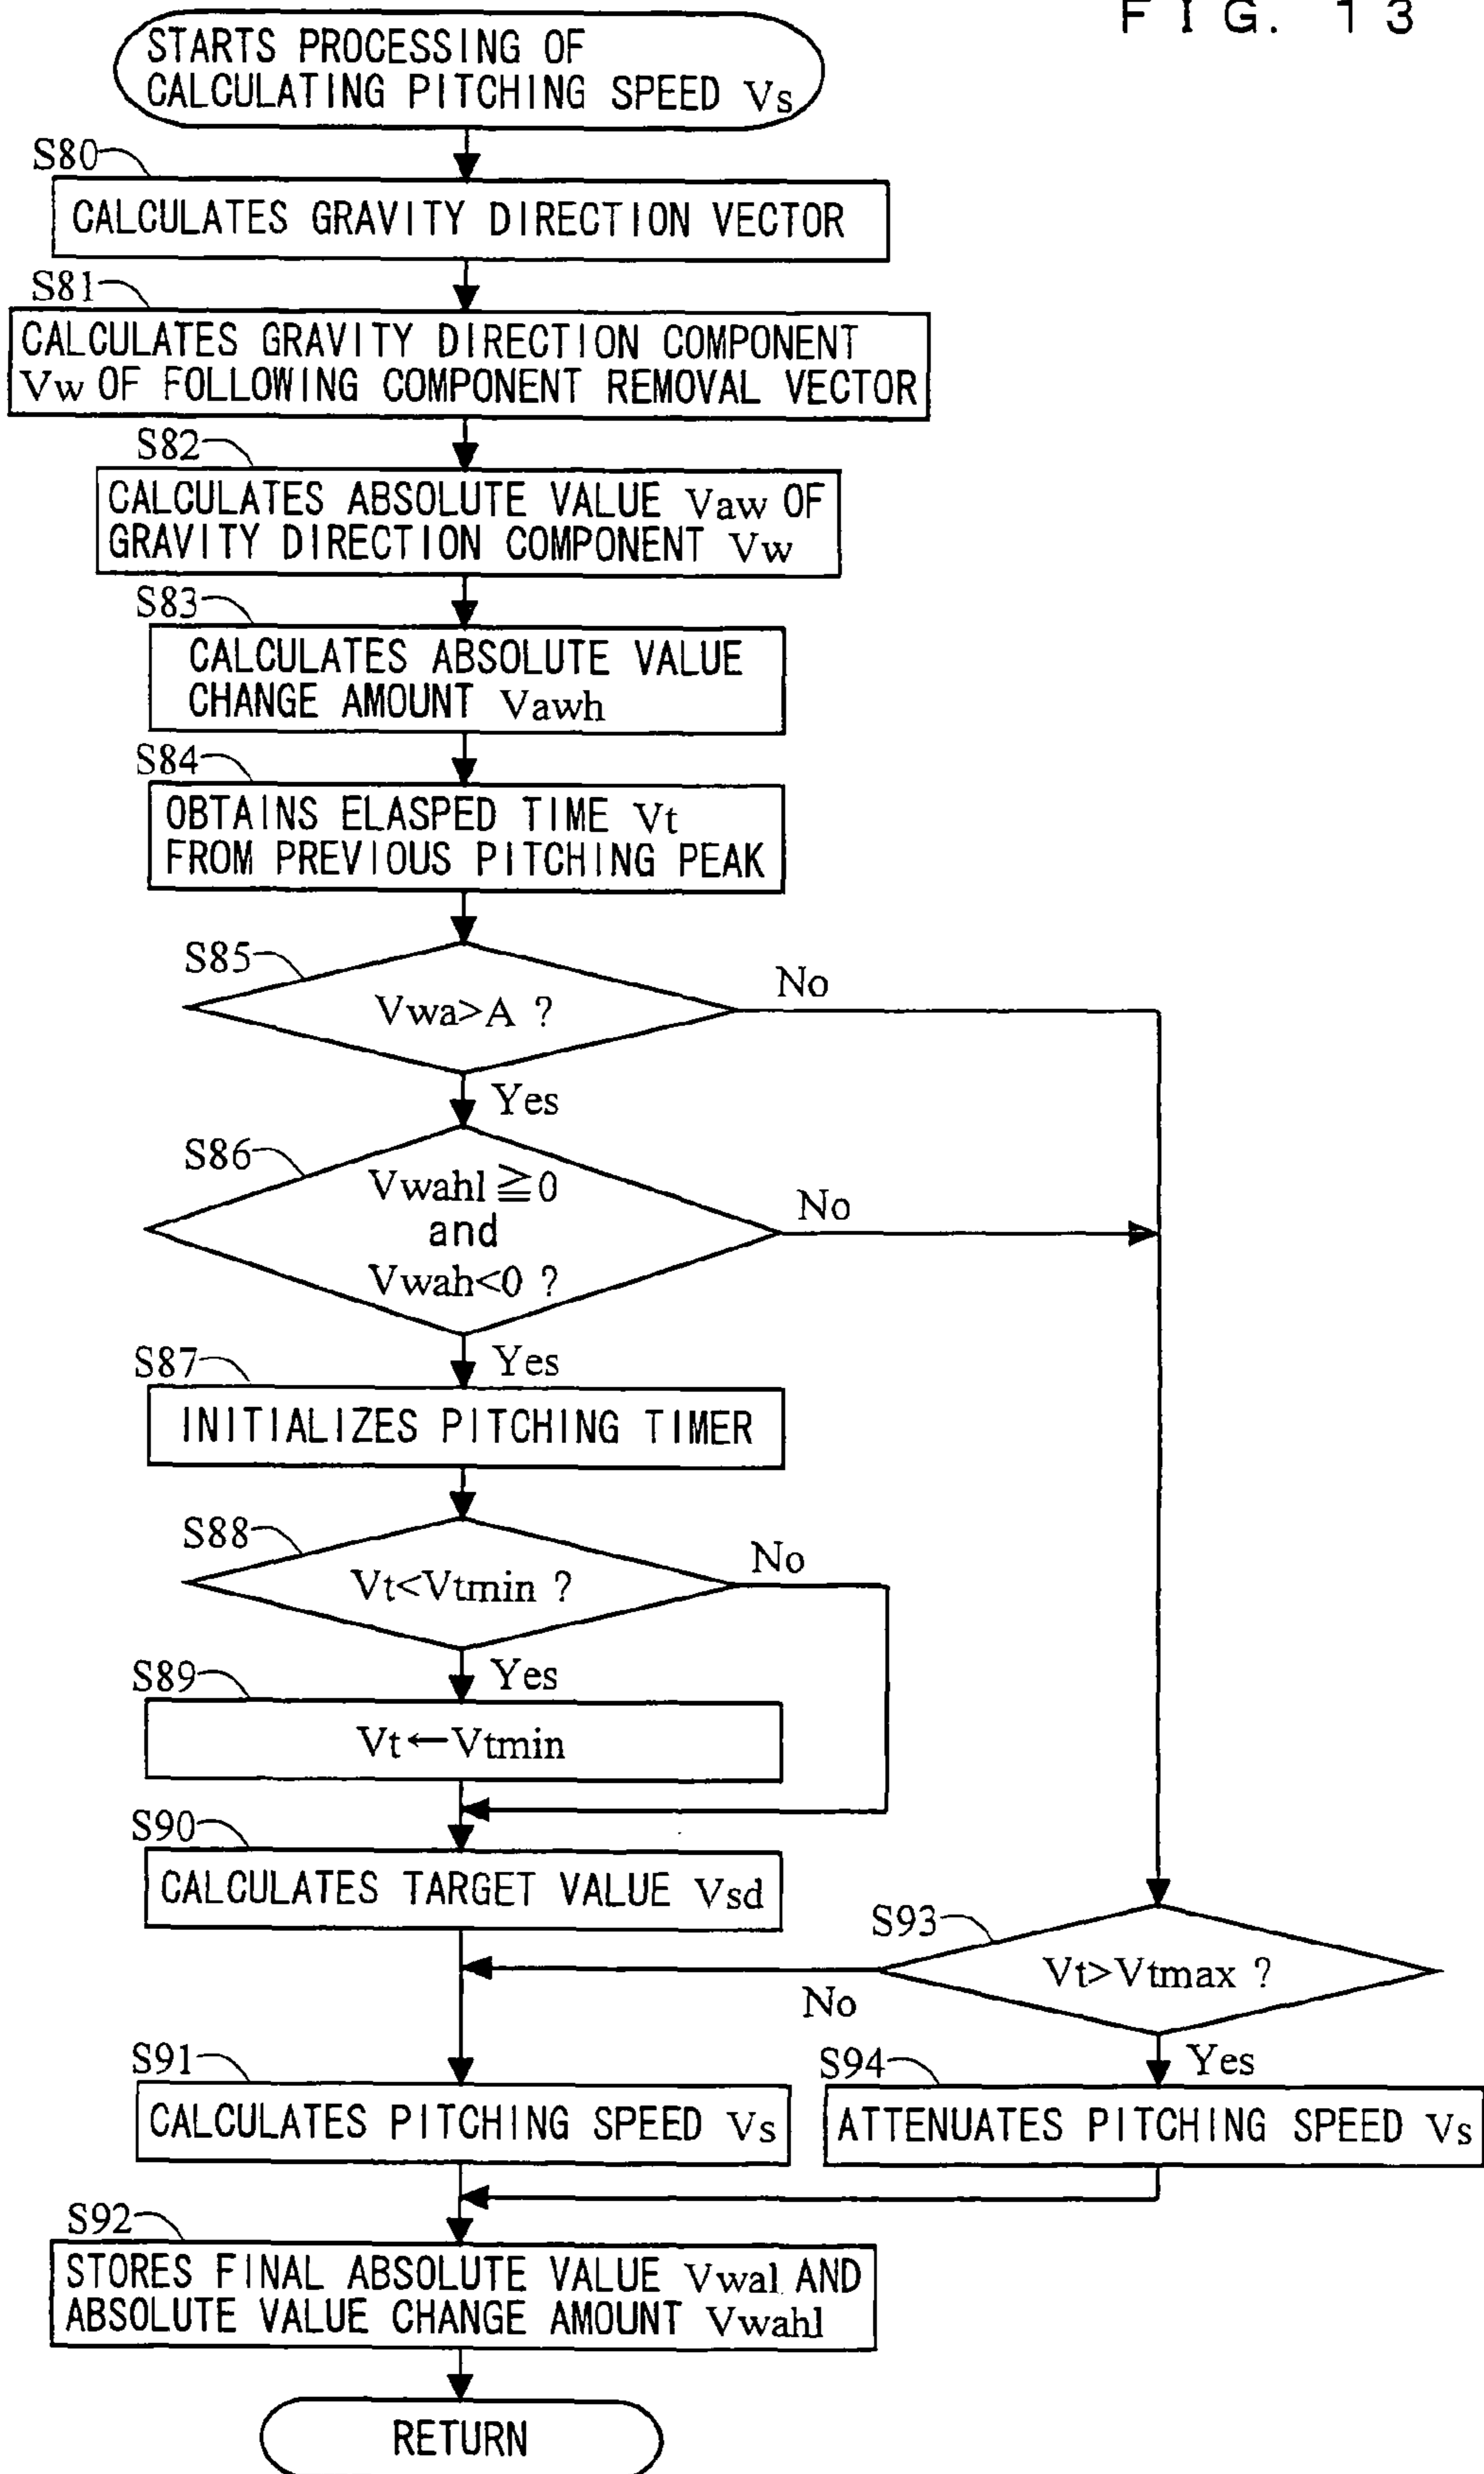 FIG. 13
STARTS PROCESSING OF
CALCULATING PITCHING SPEED Vs
S80
CALCULATES GRAVITY DIRECTION VECTOR
S81
CALCULATES GRAVITY DIRECTION COMPONENT
Vw OF FOLLOWING COMPONENT REMOVAL VECTOR
S82
CALCULATES ABSOLUTE VALUE Vaw OF
GRAVITY DIRECTION COMPONENT Vw
S83
CALCULATES ABSOLUTE VALUE
CHANGE AMOUNT Vawh
S84
OBTAINS ELASPED TIME Vt
FROM PREVIOUS PITCHING PEAK
S85
Vwa>A ?
No
Yes
S86
Vwahl≧0
and
Vwah<0 ?
No
Yes
S87
INITIALIZES PITCHING TIMER
S88
Vt<Vtmin ?
No
Yes
S89
Vt←Vtmin
S90
CALCULATES TARGET VALUE Vsd
S93
Vt>Vtmax ?
No
Yes
S91
CALCULATES PITCHING SPEED Vs
S94
ATTENUATES PITCHING SPEED Vs
S92
STORES FINAL ABSOLUTE VALUE Vwal AND
ABSOLUTE VALUE CHANGE AMOUNT Vwahl
RETURN